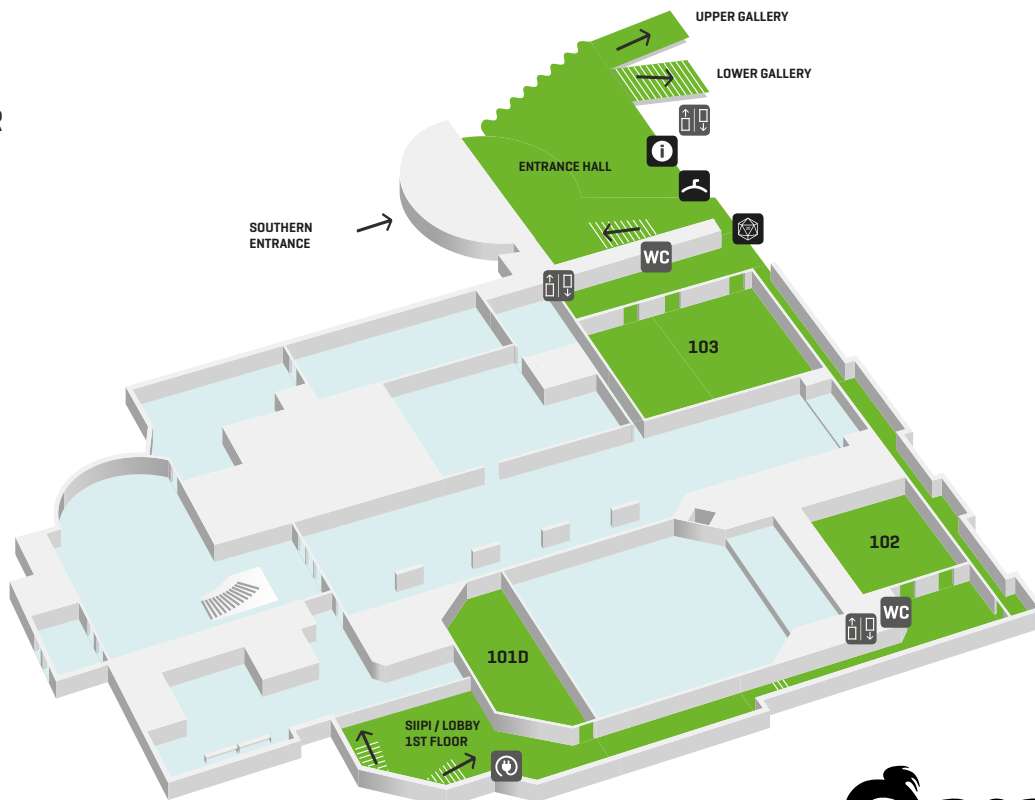 UPPER GALLERY
LOWER GALLERY
R
i
ENTRANCE HALL
SOUTHERN
ENTRANCE
WC
103
102
WC
101D
SIIPI / LOBBY
1ST FLOOR